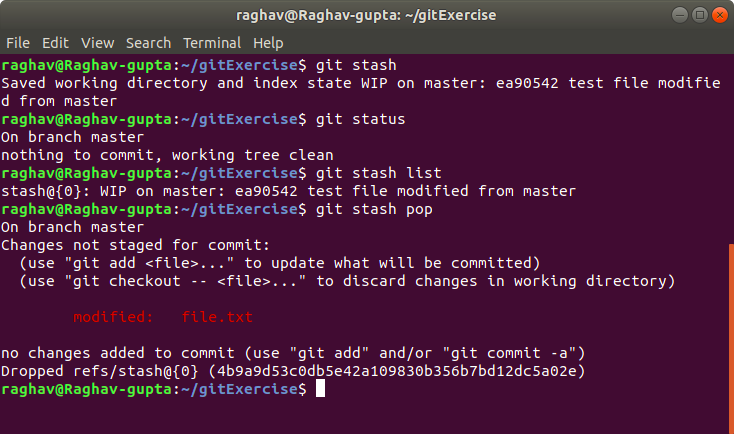 raghav@Raghav-gupta: ~/gitExercise
File Edit View Search Terminal Help
raghav@Raghav-gupta:~/gitExercise$ git stash
Saved working directory and index state WIP on master: ea90542 test file modifie
d from master
raghav@Raghav-gupta:~/gitExercise$ git status
On branch master
nothing to commit, working tree clean
raghav@Raghav-gupta:~/gitExercise$ git stash list
stash@{0}: WIP on master: ea90542 test file modified from master
raghav@Raghav-gupta:~/gitExercise$ git stash pop
On branch master
Changes not staged for commit:
  (use "git add <file>..." to update what will be committed)
  (use "git checkout -- <file>..." to discard changes in working directory)
        modified:   file.txt
no changes added to commit (use "git add" and/or "git commit -a")
Dropped refs/stash@{0} (4b9a9d53c0db5e42a109830b356b7bd12dc5a02e)
raghav@Raghav-gupta:~/gitExercise$